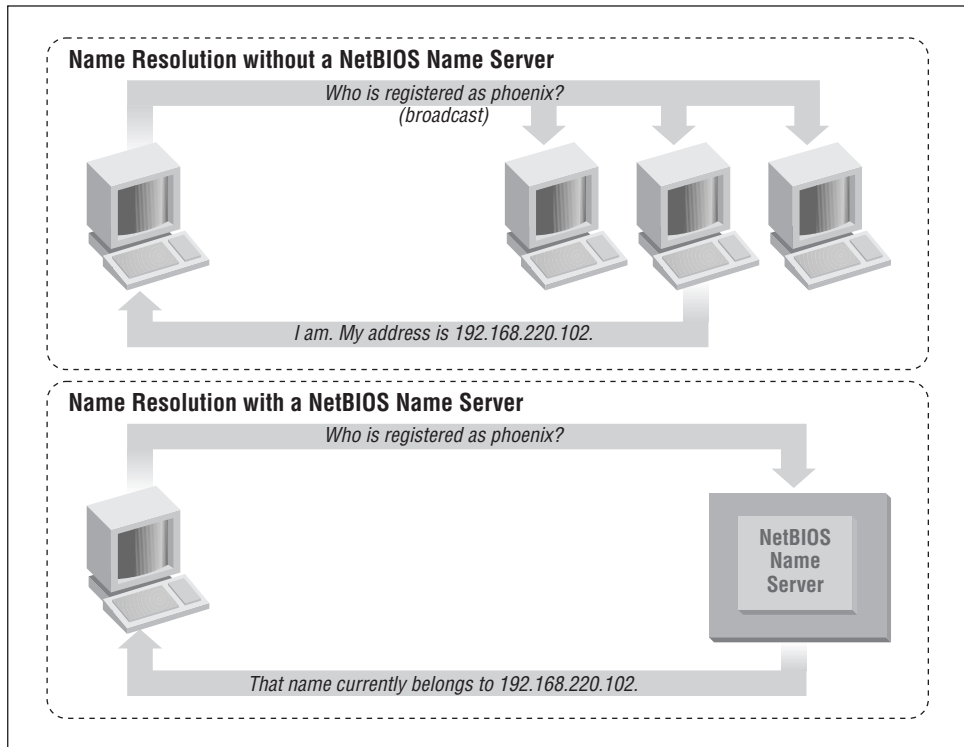 Name Resolution without a NetBIOS Name Server
Who is registered as phoenix?
(broadcast)
I am. My address is 192.168.220.102.
Name Resolution with a NetBIOS Name Server
Who is registered as phoenix?
NetBIOS
Name
Server
That name currently belongs to 192.168.220.102.